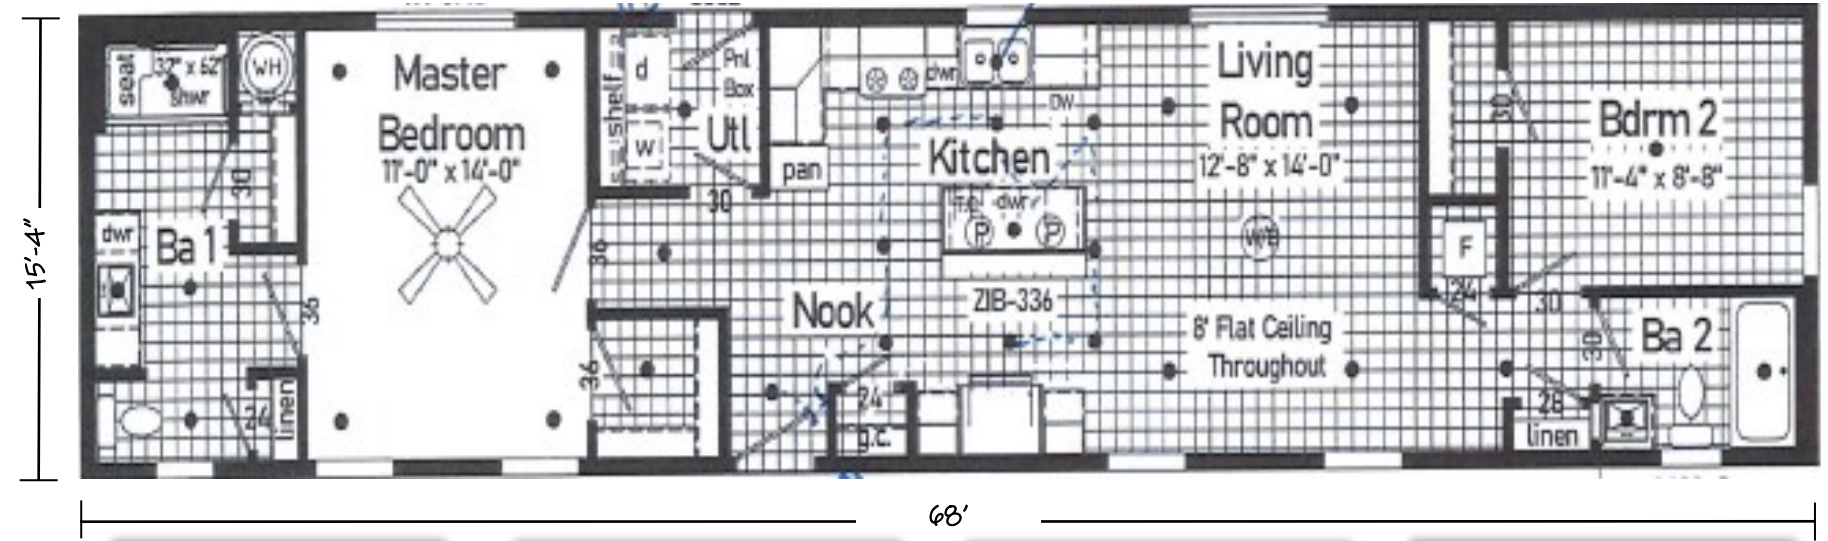 seat
32" x 62"
shwr
WH
30
dwr
Ba 1
36
24
linen
Master
Bedroom
11'-0" x 14'-0"
shelf
d
w
Pnl
Box
Utl
30
36
36
pan
dwr
DW
Kitchen
dwr
P
P
ZIB-336
Nook
24
g.c.
Living
Room
12'-8" x 14'-0"
8' Flat Ceiling
Throughout
F
24
30
Bdrm 2
11'-4" x 8'-8"
30
30
Ba 2
28
linen
15'-4"
68'